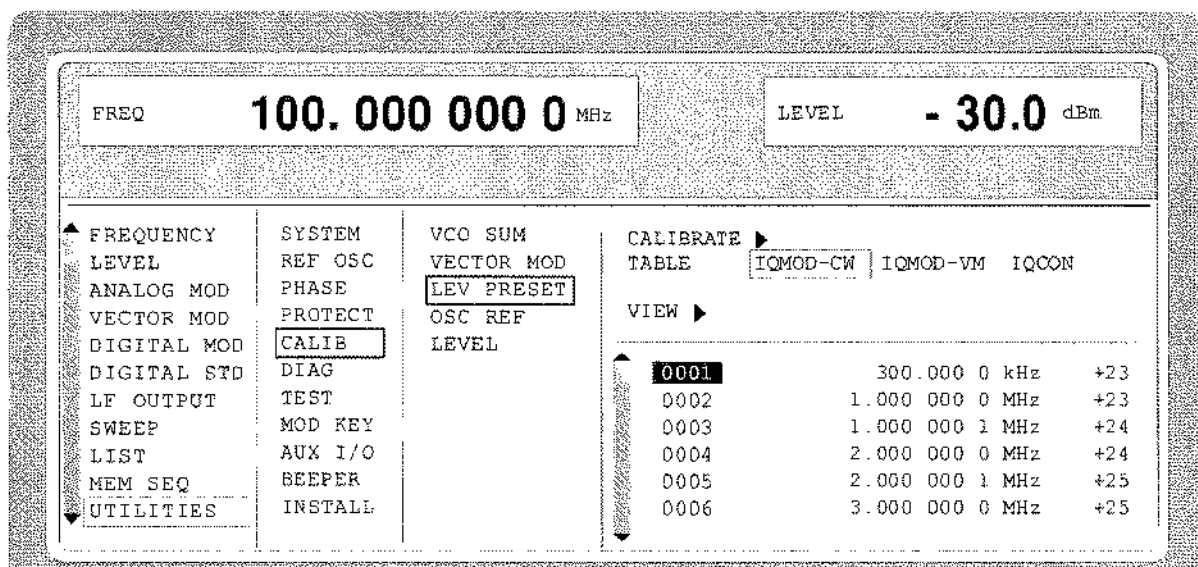 FREQ 100. 000 000 0 MHz LEVEL - 30.0 dBm
FREQUENCY
LEVEL
ANALOG MOD
VECTOR MOD
DIGITAL MOD
DIGITAL STD
LF OUTPUT
SWEEP
LIST
MEM SEQ
UTILITIES
SYSTEM
REF OSC
PHASE
PROTECT
CALIB
DIAG
TEST
MOD KEY
AUX I/O
BEEPER
INSTALL
VCO SUM
VECTOR MOD
LEV PRESET
OSC REF
LEVEL
CALIBRATE
TABLE IQMOD-CW IQMOD-VM IQCON
VIEW
0001 300.000 0 kHz +23
0002 1.000 000 0 MHz +23
0003 1.000 000 1 MHz +24
0004 2.000 000 0 MHz +24
0005 2.000 000 1 MHz +25
0006 3.000 000 0 MHz +25